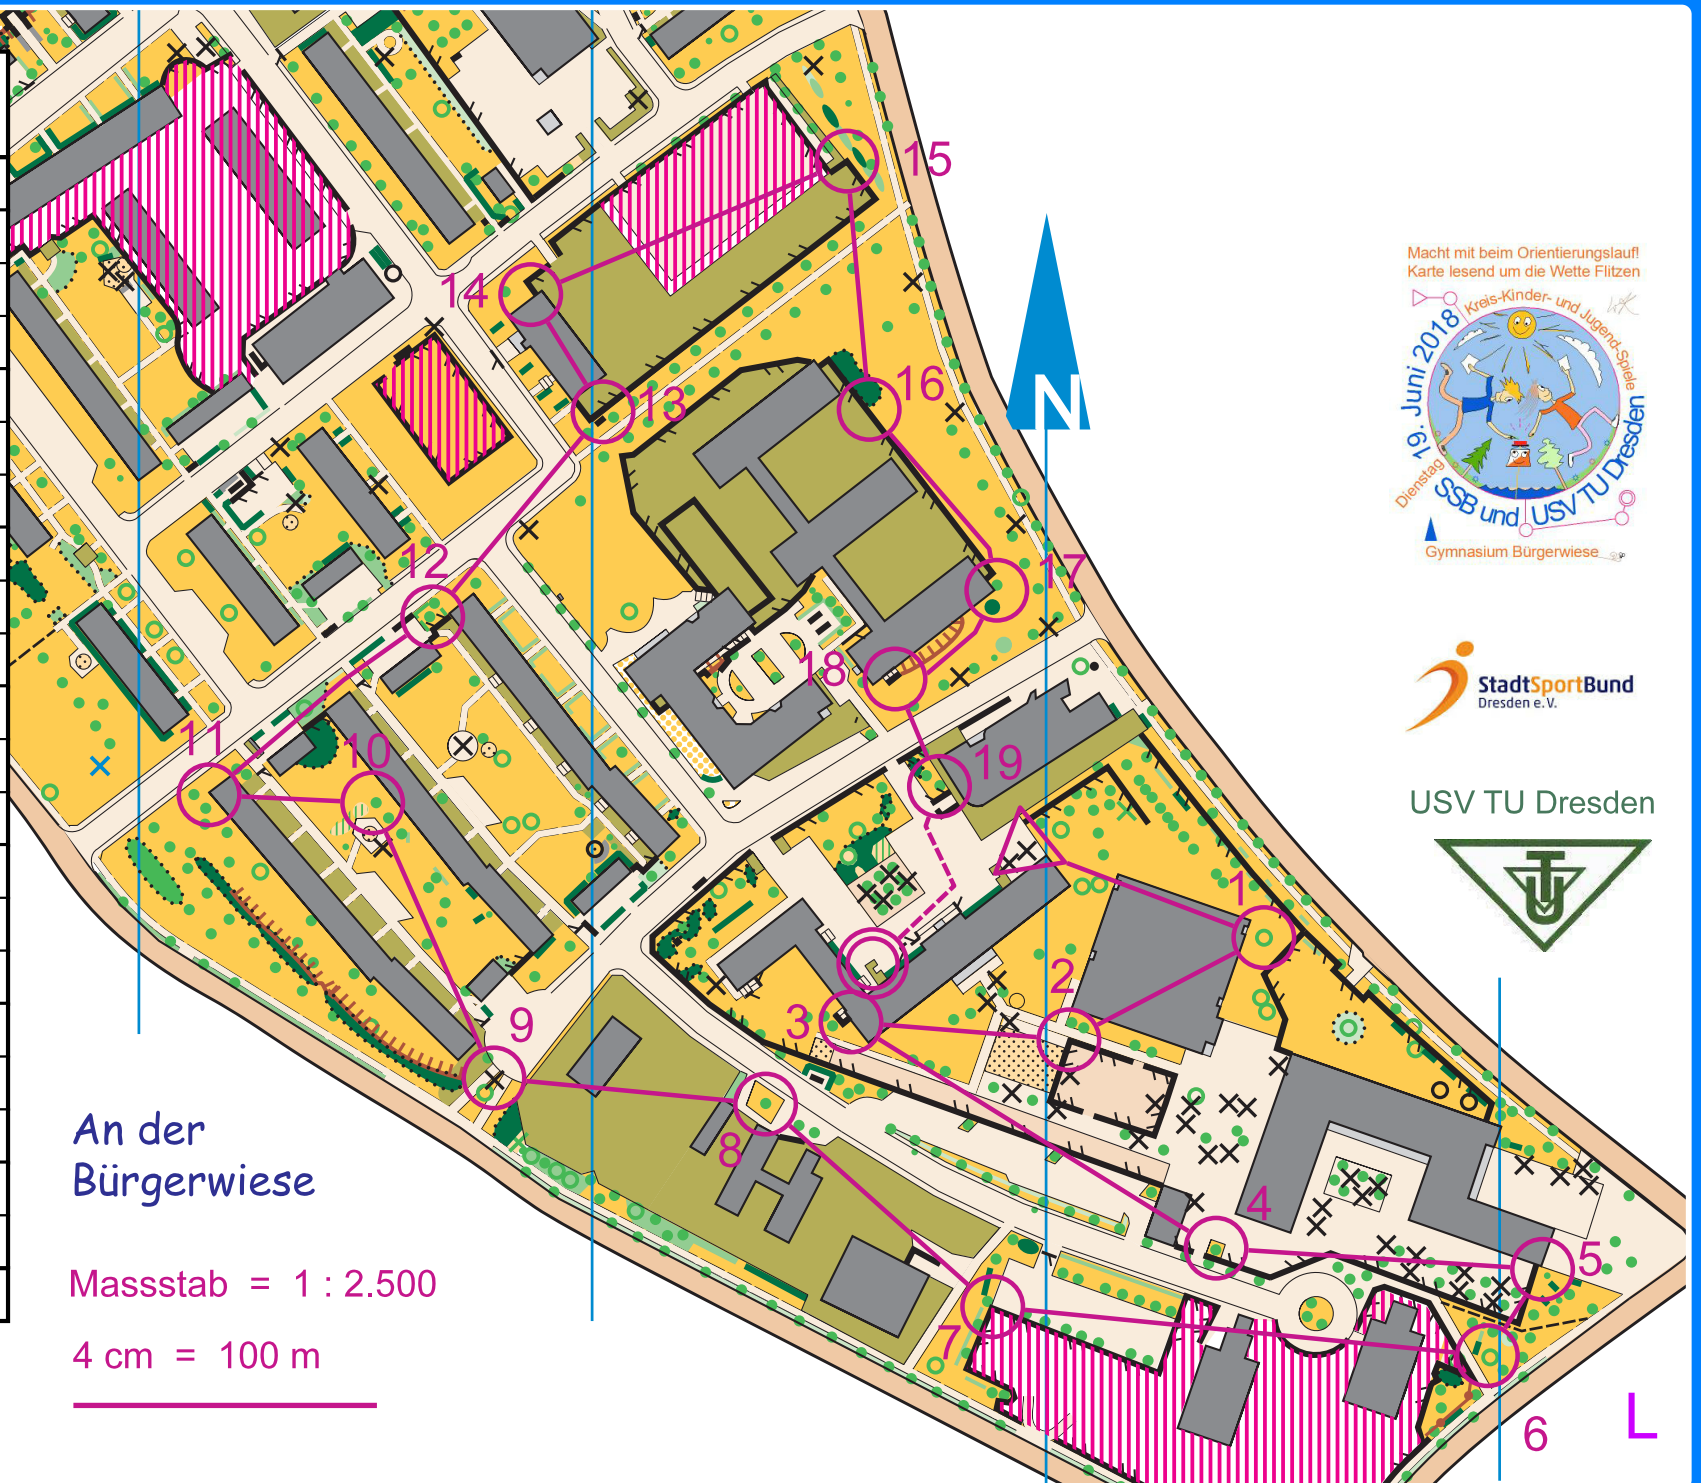 15
14
13
16
12
17
18
11
10
19
1
2
9
3
8
4
5
7
6
N
L
An der
Bürgerwiese
Massstab = 1 : 2.500
4 cm = 100 m
Macht mit beim Orientierungslauf!
Karte lesend um die Wette Flitzen
Kreis-Kinder- und Jugend-Spiele
Dienstag 19. Juni 2018
SSB und USV TU Dresden
Gymnasium Bürgerwiese
StadtSportBund
Dresden e.V.
USV TU Dresden
TU